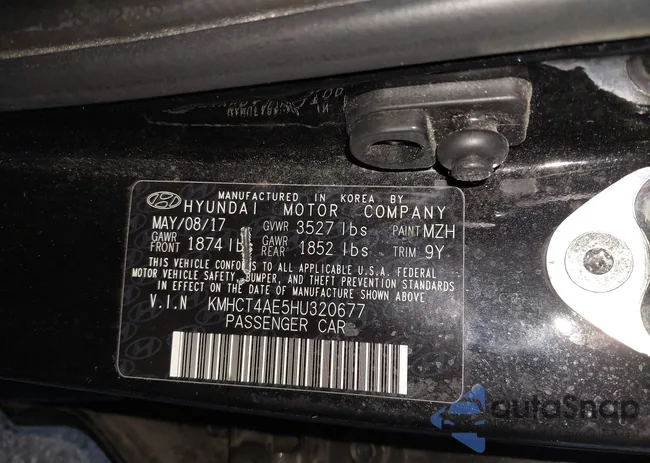 MANUFACTURED IN KOREA BY
HYUNDAI MOTOR COMPANY
MAY/08/17 GVWR 3527 lbs PAINT MZH
GAWR FRONT 1874 lb GAWR REAR 1852 lbs TRIM 9Y
THIS VEHICLE CONFORMS TO ALL APPLICABLE U.S.A. FEDERAL
MOTOR VEHICLE SAFETY, BUMPER, AND THEFT PREVENTION STANDARDS
IN EFFECT ON THE DATE OF MANUFACTURE SHOWN ABOVE
V.I.N KMHCT4AE5HU320677
PASSENGER CAR
autoSnap